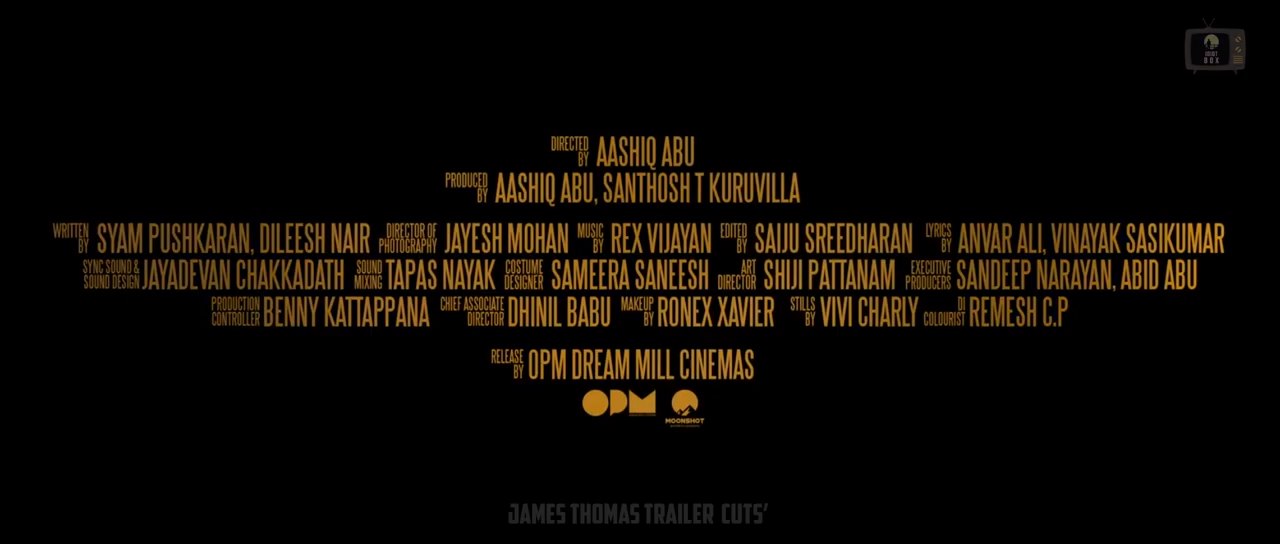 IDIOT
BOX
DIRECTED BY AASHIQ ABU
PRODUCED BY AASHIQ ABU, SANTHOSH T KURUVILLA
WRITTEN BY SYAM PUSHKARAN, DILEESH NAIR DIRECTOR OF PHOTOGRAPHY JAYESH MOHAN MUSIC BY REX VIJAYAN EDITED BY SAIJU SREEDHARAN LYRICS BY ANVAR ALI, VINAYAK SASIKUMAR
SYNC SOUND & SOUND DESIGN JAYADEVAN CHAKKADATH SOUND MIXING TAPAS NAYAK COSTUME DESIGNER SAMEERA SANEESH ART DIRECTOR SHIJI PATTANAM EXECUTIVE PRODUCERS SANDEEP NARAYAN, ABID ABU
PRODUCTION CONTROLLER BENNY KATTAPPANA CHIEF ASSOCIATE DIRECTOR DHINIL BABU MAKEUP BY RONEX XAVIER STILLS BY VIVI CHARLY DI COLOURIST REMESH C.P
RELEASE BY OPM DREAM MILL CINEMAS
OPM MOONSHOT
JAMES THOMAS TRAILER CUTS'